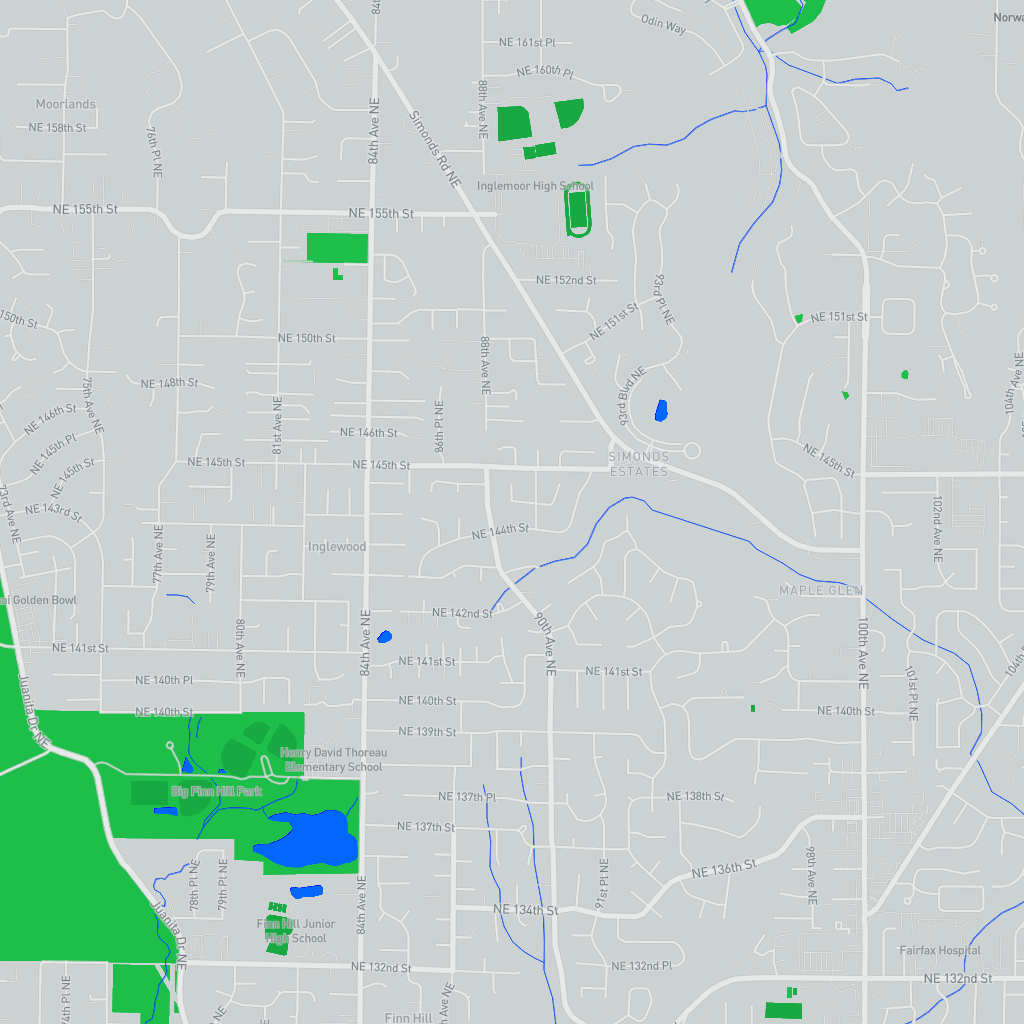 84th
Odin Way
Norwa
NE 161st Pl
NE 160th Pl
88th Ave NE
Moorlands
NE 158th St
76th Pl NE
84th Ave NE
Simonds Rd NE
Inglemoor High School
NE 155th St
NE 155th St
NE 152nd St
93rd Pl NE
NE 151st St
NE 151st St
150th St
NE 150th St
88th Ave NE
104th Ave NE
75th Ave NE
NE 148th St
93rd Blvd NE
81st Ave NE
86th Pl NE
NE 146th St
NE 146th St
NE 145th Pl
NE 145th St
NE 145th St
NE 145th St
NE 145th St
SIMONDS
ESTATES
73rd Ave NE
NE 143rd St
102nd Ave NE
77th Ave NE
79th Ave NE
NE 144th St
Inglewood
MAPLE GLEN
ni Golden Bowl
NE 142nd St
90th Ave NE
80th Ave NE
84th Ave NE
100th Ave NE
NE 141st St
NE 141st St
NE 141st St
104th
101st Pl NE
NE 140th Pl
Juanita Dr NE
NE 140th St
NE 140th St
NE 140th St
NE 139th St
Henry David Thoreau
Elementary School
Big Finn Hill Park
NE 137th Pl
NE 138th St
NE 137th St
NE 136th St
98th Ave NE
78th Pl NE
79th Pl NE
91st Pl NE
84th Ave NE
NE 134th St
Juanita Dr NE
Finn Hill Junior
High School
Fairfax Hospital
NE 132nd St
NE 132nd Pl
NE 132nd St
74th Pl NE
Ave NE
Finn Hill